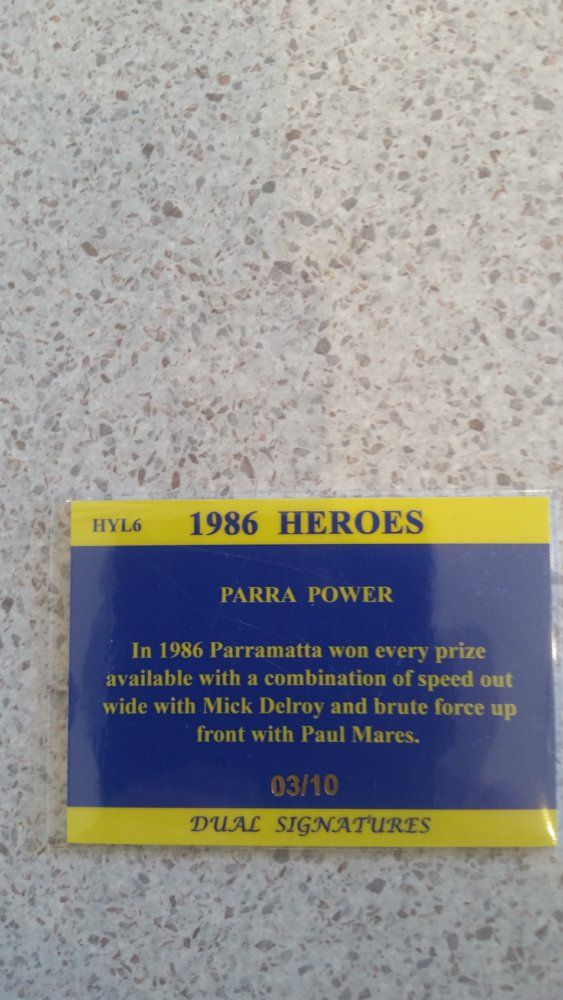 HYL6 1986 HEROES
PARRA POWER
In 1986 Parramatta won every prize
available with a combination of speed out
wide with Mick Delroy and brute force up
front with Paul Mares.
03/10
DUAL SIGNATURES